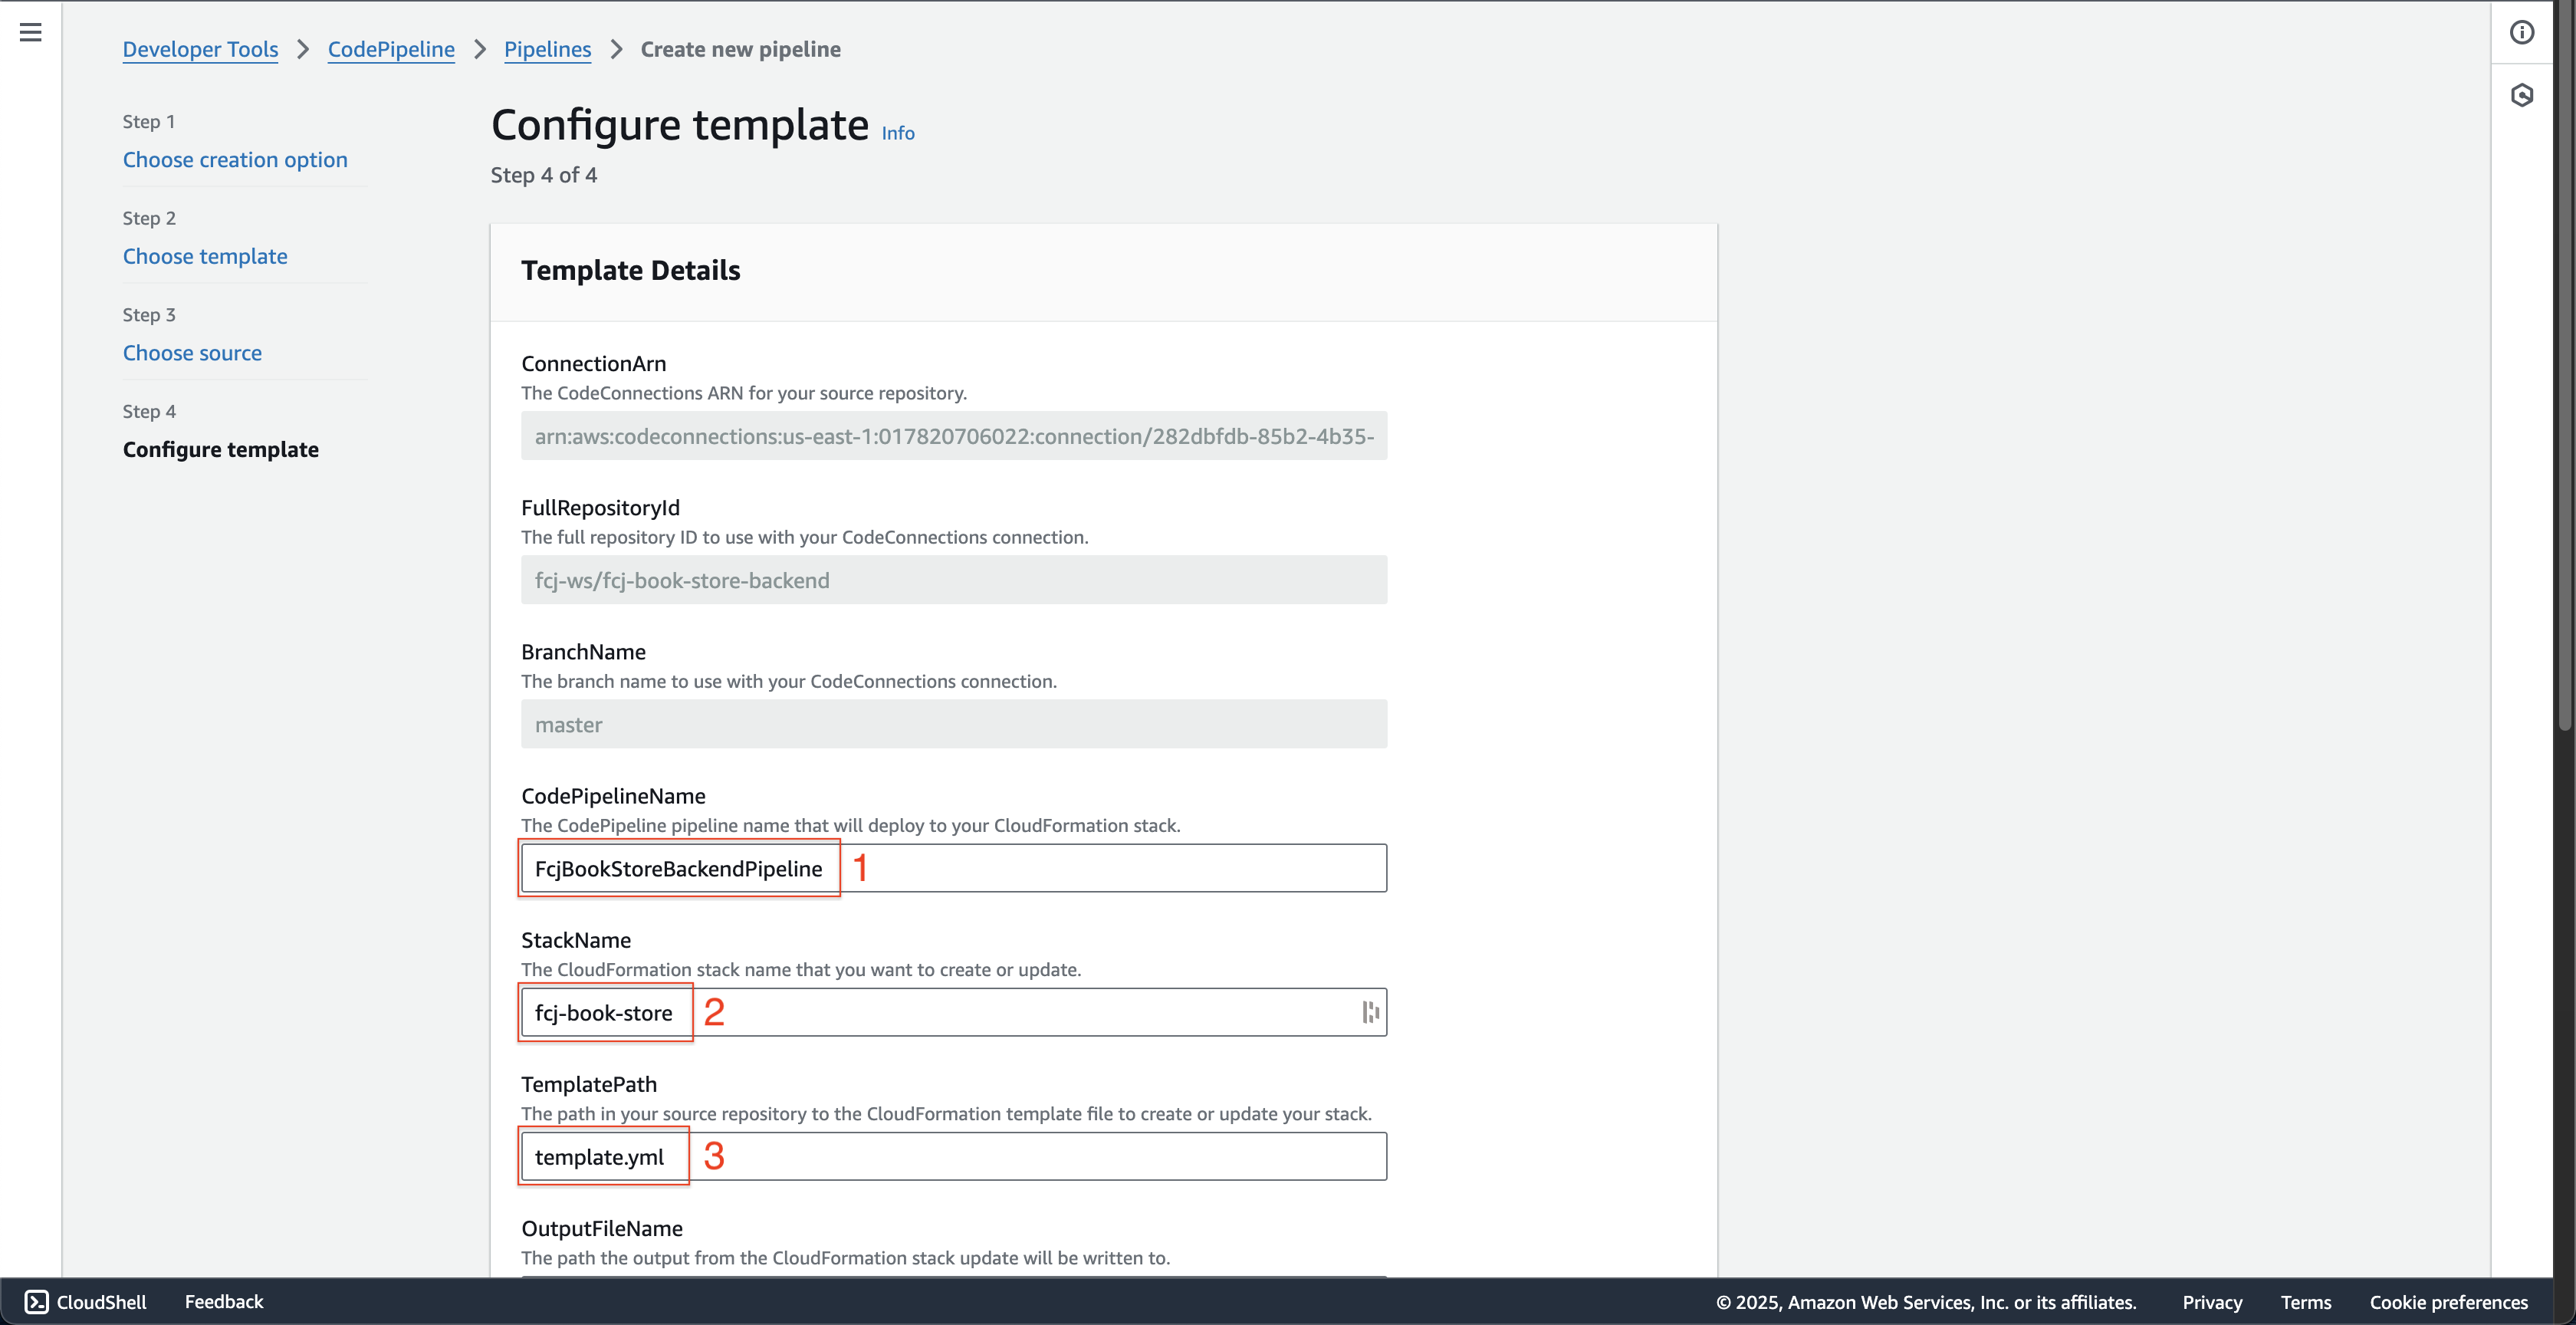 Developer Tools > CodePipeline > Pipelines > Create new pipeline
Step 1
Choose creation option
Step 2
Choose template
Step 3
Choose source
Step 4
Configure template
Configure template Info
Step 4 of 4
Template Details
ConnectionArn
The CodeConnections ARN for your source repository.
arn:aws:codeconnections:us-east-1:017820706022:connection/282dbfdb-85b2-4b35-
FullRepositoryId
The full repository ID to use with your CodeConnections connection.
fcj-ws/fcj-book-store-backend
BranchName
The branch name to use with your CodeConnections connection.
master
CodePipelineName
The CodePipeline pipeline name that will deploy to your CloudFormation stack.
FcjBookStoreBackendPipeline 1
StackName
The CloudFormation stack name that you want to create or update.
fcj-book-store 2
TemplatePath
The path in your source repository to the CloudFormation template file to create or update your stack.
template.yml 3
OutputFileName
The path the output from the CloudFormation stack update will be written to.
CloudShell Feedback © 2025, Amazon Web Services, Inc. or its affiliates. Privacy Terms Cookie preferences